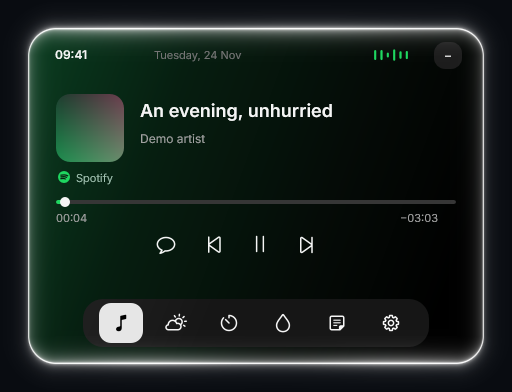 09:41
Tuesday, 24 Nov
An evening, unhurried
Demo artist
Spotify
00:04
−03:03